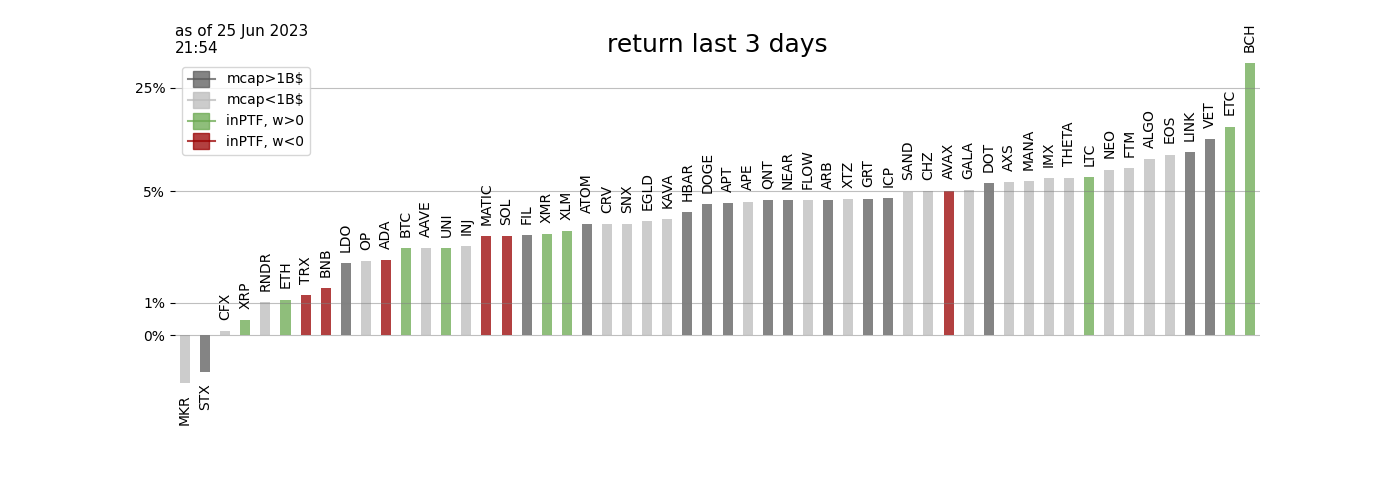 as of 25 Jun 2023
21:54
return last 3 days
mcap>1B$
mcap<1B$
inPTF, w>0
inPTF, w<0
25%
5%
1%
0%
MKR
STX
CFX
XRP
RNDR
ETH
TRX
BNB
LDO
OP
ADA
BTC
AAVE
UNI
INJ
MATIC
SOL
FIL
XMR
XLM
ATOM
CRV
SNX
EGLD
KAVA
HBAR
DOGE
APT
APE
QNT
NEAR
FLOW
ARB
XTZ
GRT
ICP
SAND
CHZ
AVAX
GALA
DOT
AXS
MANA
IMX
THETA
LTC
NEO
FTM
ALGO
EOS
LINK
VET
ETC
BCH